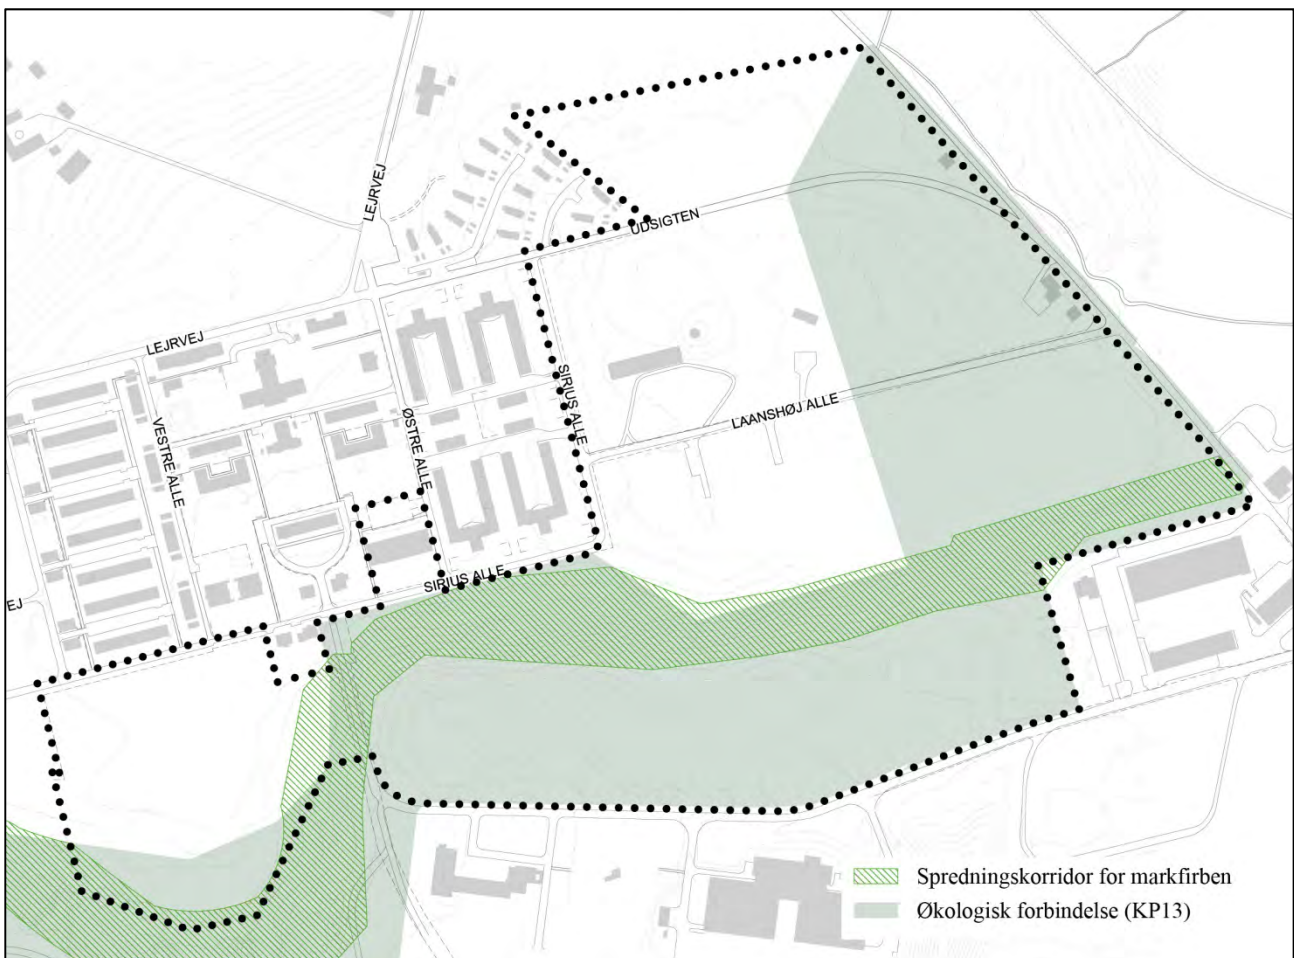 LEJRVEJ
UDSIGTEN
LEJRVEJ
SIRIUS ALLE
LAANSHØJ ALLE
VESTRE ALLE
ØSTRE ALLE
SIRIUS ALLE
EJ
Spredningskorridor for markfirben
Økologisk forbindelse (KP13)